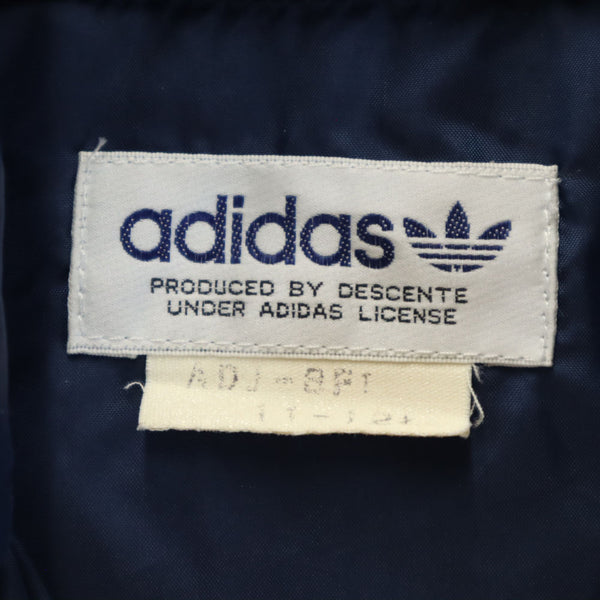 adidas
PRODUCED BY DESCENTE
UNDER ADIDAS LICENSE